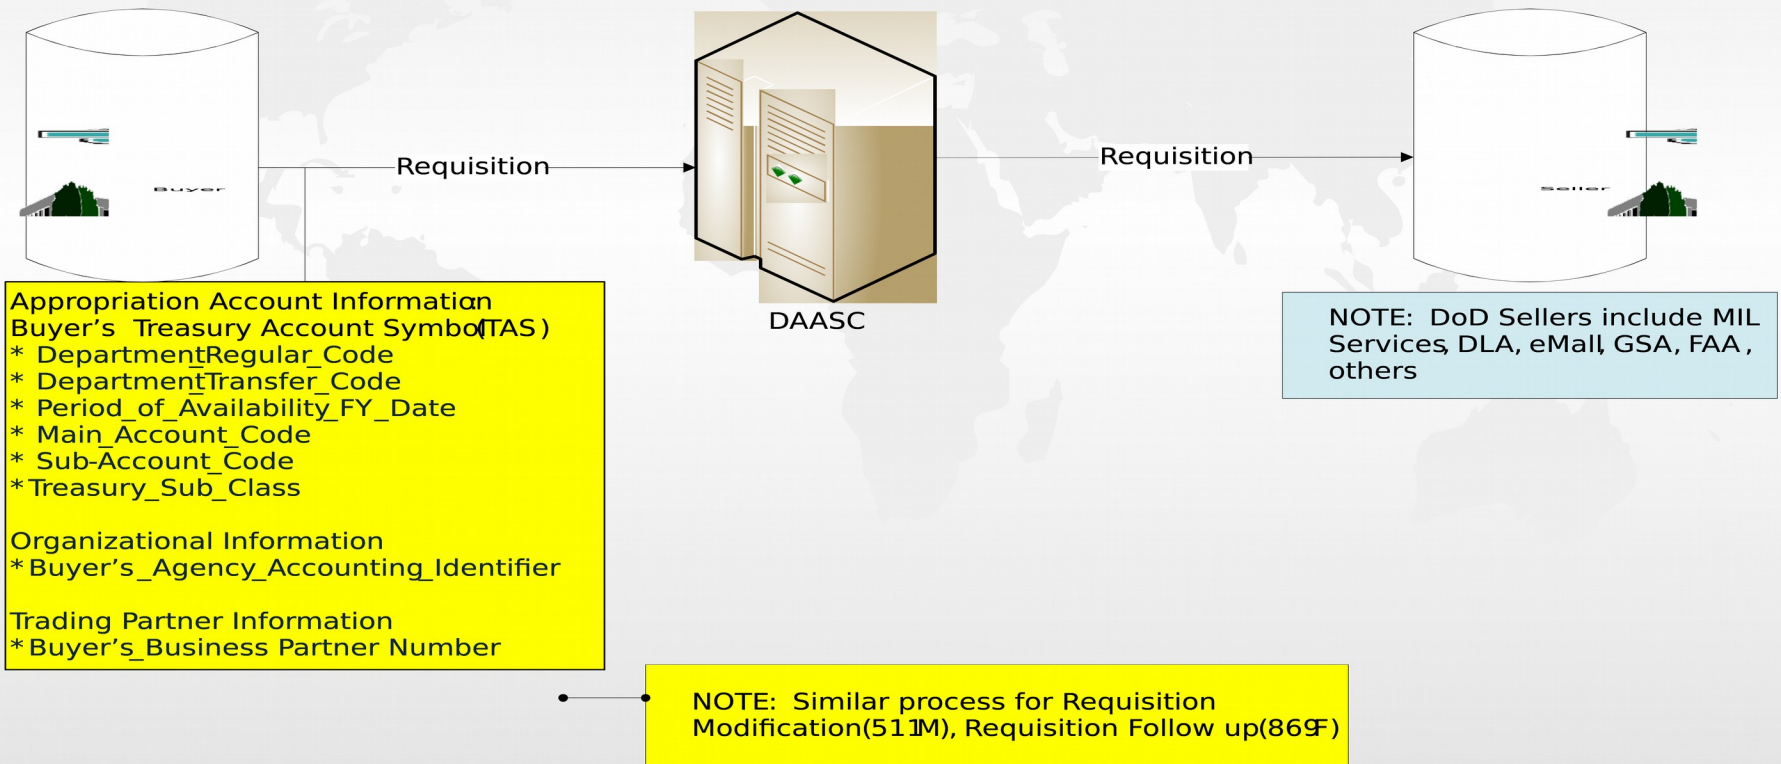 Buyer
Requisition
DAASC
Requisition
Seller
Appropriation Account Information:
Buyer’s Treasury Account Symbol(TAS)
* Department_Regular_Code
* Department_Transfer_Code
* Period_of_Availability_FY_Date
* Main_Account_Code
* Sub-Account_Code
* Treasury_Sub_Class
Organizational Information
* Buyer’s_Agency_Accounting_Identifier
Trading Partner Information
* Buyer’s_Business Partner Number
NOTE: DoD Sellers include MIL
Services, DLA, eMall, GSA, FAA,
others
NOTE: Similar process for Requisition
Modification(511M), Requisition Follow up(869F)